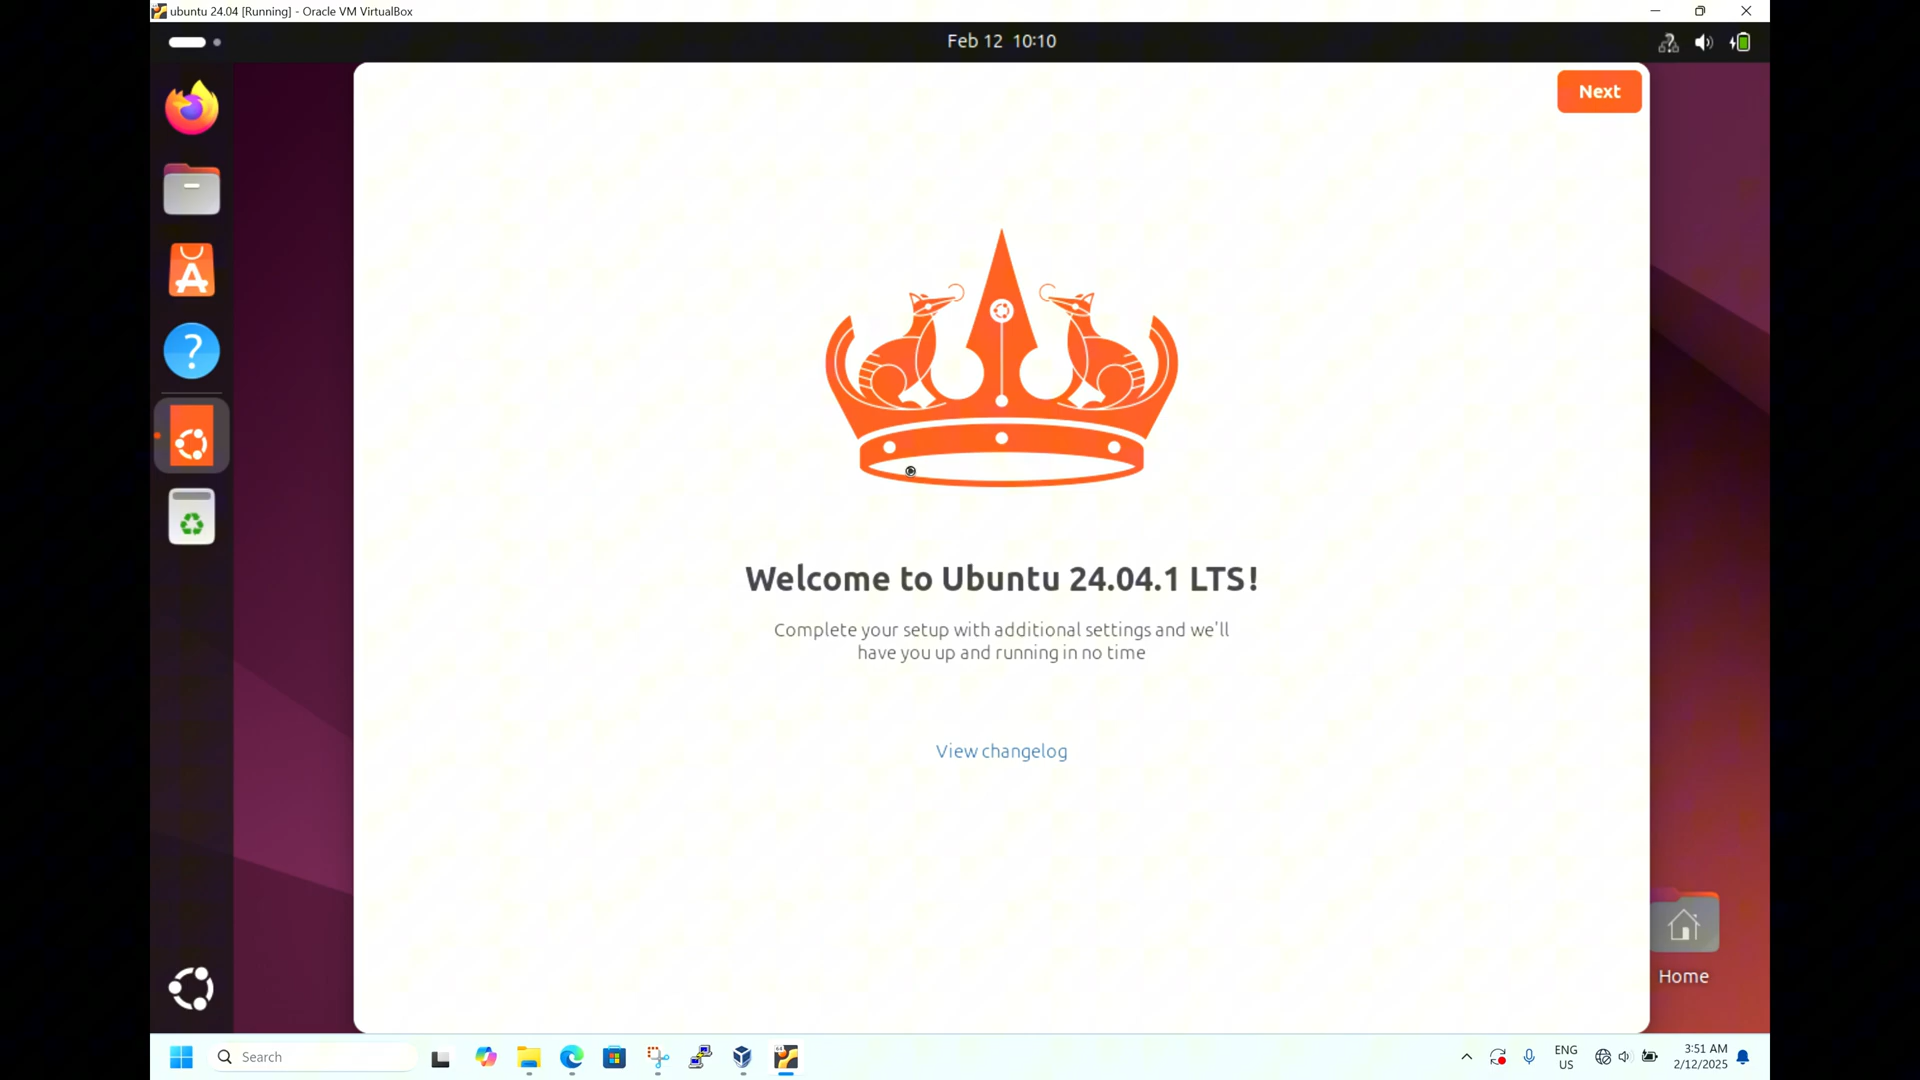 ubuntu 24.04 [Running] - Oracle VM VirtualBox
Feb 12 10:10
Next
Welcome to Ubuntu 24.04.1 LTS!
Complete your setup with additional settings and we'll
have you up and running in no time
View changelog
Home
Search
ENG
US
3:51 AM
2/12/2025